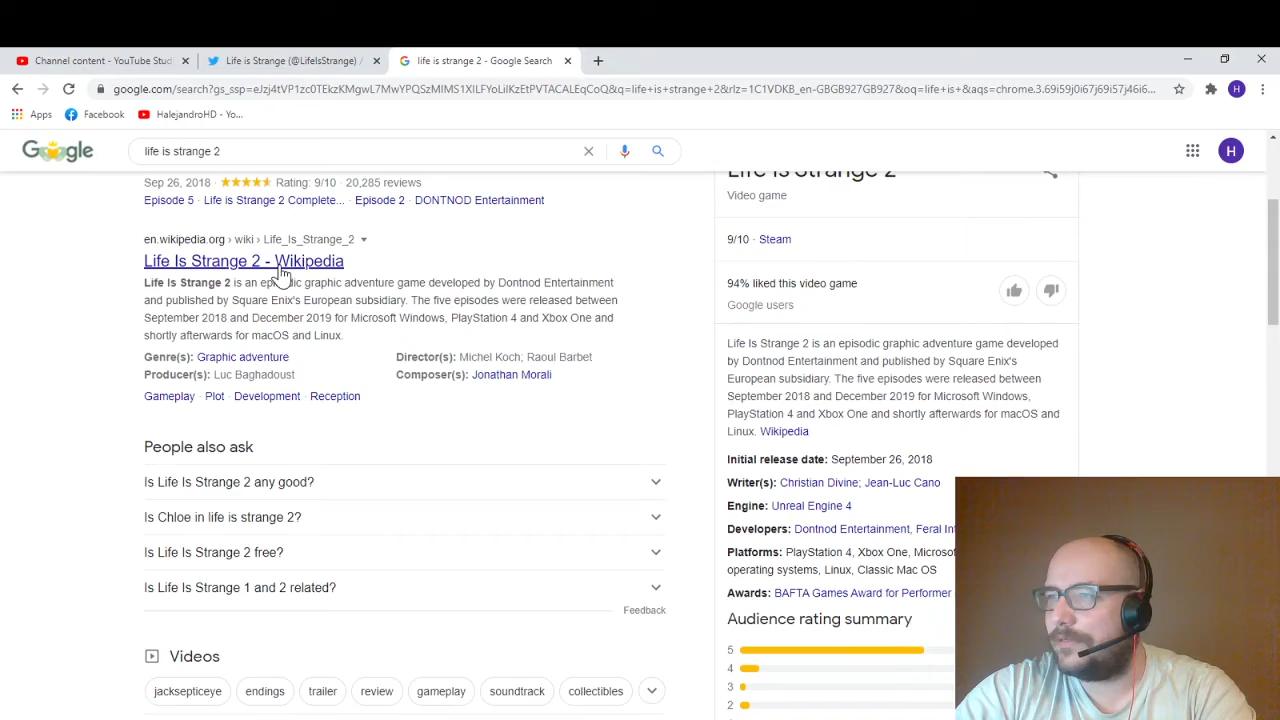 Channel content - YouTube Stud
Life is Strange (@LifeIsStrange) /
life is strange 2 - Google Search
google.com/search?gs_ssp=
q=life+is+strange+2&rlz=1C1VDKB_en-GBGB927GB927&oq=life+is+&aqs=chrome.3.69i59j0i67j69i57j46i6...
Apps
Facebook
HalejandroHD - Yo...
H
Google
life is strange 2
H
Sep 26, 2018 · Rating: 9/10 · 20,285 reviews
Episode 5 · Life is Strange 2 Complete... · Episode 2 · DONTNOD Entertainment
en.wikipedia.org › wiki › Life_Is_Strange_2
Life Is Strange 2 - Wikipedia
Life Is Strange 2 is an episodic graphic adventure game developed by Dontnod Entertainment
and published by Square Enix's European subsidiary. The five episodes were released between
September 2018 and December 2019 for Microsoft Windows, PlayStation 4 and Xbox One and
shortly afterwards for macOS and Linux.
Genre(s): Graphic adventure
Director(s): Michel Koch; Raoul Barbet
Producer(s): Luc Baghadoust
Composer(s): Jonathan Morali
Gameplay · Plot · Development · Reception
People also ask
Is Life Is Strange 2 any good?
Is Chloe in life is strange 2?
Is Life Is Strange 2 free?
Is Life Is Strange 1 and 2 related?
Feedback
Videos
jacksepticeye
endings
trailer
review
gameplay
soundtrack
collectibles
Life Is Strange 2
Video game
9/10 · Steam
94% liked this video game
Google users
Life Is Strange 2 is an episodic graphic adventure game developed
by Dontnod Entertainment and published by Square Enix's
European subsidiary. The five episodes were released between
September 2018 and December 2019 for Microsoft Windows,
PlayStation 4 and Xbox One and shortly afterwards for macOS and
Linux. Wikipedia
Initial release date: September 26, 2018
Writer(s): Christian Divine; Jean-Luc Cano
Engine: Unreal Engine 4
Developers: Dontnod Entertainment, Feral Int
Platforms: PlayStation 4, Xbox One, Microsof
operating systems, Linux, Classic Mac OS
Awards: BAFTA Games Award for Performer
Audience rating summary
5
4
3
2